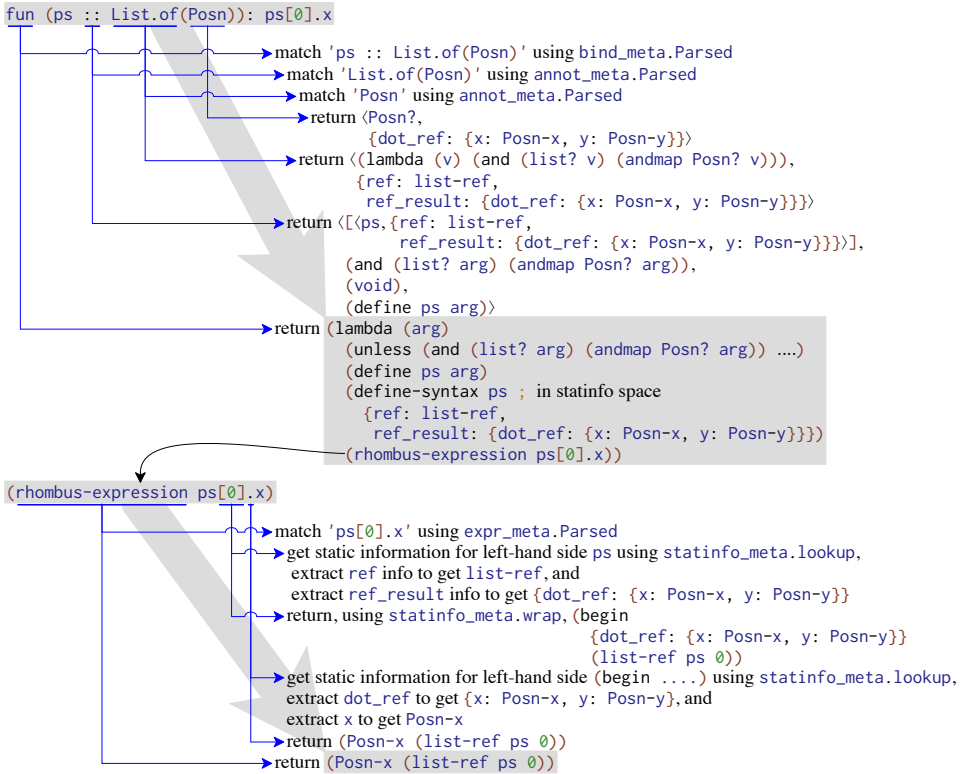 fun (ps :: List.of(Posn)): ps[0].x
match 'ps :: List.of(Posn)' using bind_meta.Parsed
match 'List.of(Posn)' using annot_meta.Parsed
match 'Posn' using annot_meta.Parsed
return ⟨Posn?,
{dot_ref: {x: Posn-x, y: Posn-y}}⟩
return ⟨(lambda (v) (and (list? v) (andmap Posn? v))),
{ref: list-ref,
ref_result: {dot_ref: {x: Posn-x, y: Posn-y}}}⟩
return ⟨[⟨ps,{ref: list-ref,
ref_result: {dot_ref: {x: Posn-x, y: Posn-y}}}⟩],
(and (list? arg) (andmap Posn? arg)),
(void),
(define ps arg)⟩
return (lambda (arg)
(unless (and (list? arg) (andmap Posn? arg)) ....)
(define ps arg)
(define-syntax ps ; in statinfo space
{ref: list-ref,
ref_result: {dot_ref: {x: Posn-x, y: Posn-y}}})
(rhombus-expression ps[0].x))
(rhombus-expression ps[0].x)
match 'ps[0].x' using expr_meta.Parsed
get static information for left-hand side ps using statinfo_meta.lookup,
extract ref info to get list-ref, and
extract ref_result info to get {dot_ref: {x: Posn-x, y: Posn-y}}
return, using statinfo_meta.wrap, (begin
{dot_ref: {x: Posn-x, y: Posn-y}}
(list-ref ps 0))
get static information for left-hand side (begin ....) using statinfo_meta.lookup,
extract dot_ref to get {x: Posn-x, y: Posn-y}, and
extract x to get Posn-x
return (Posn-x (list-ref ps 0))
return (Posn-x (list-ref ps 0))